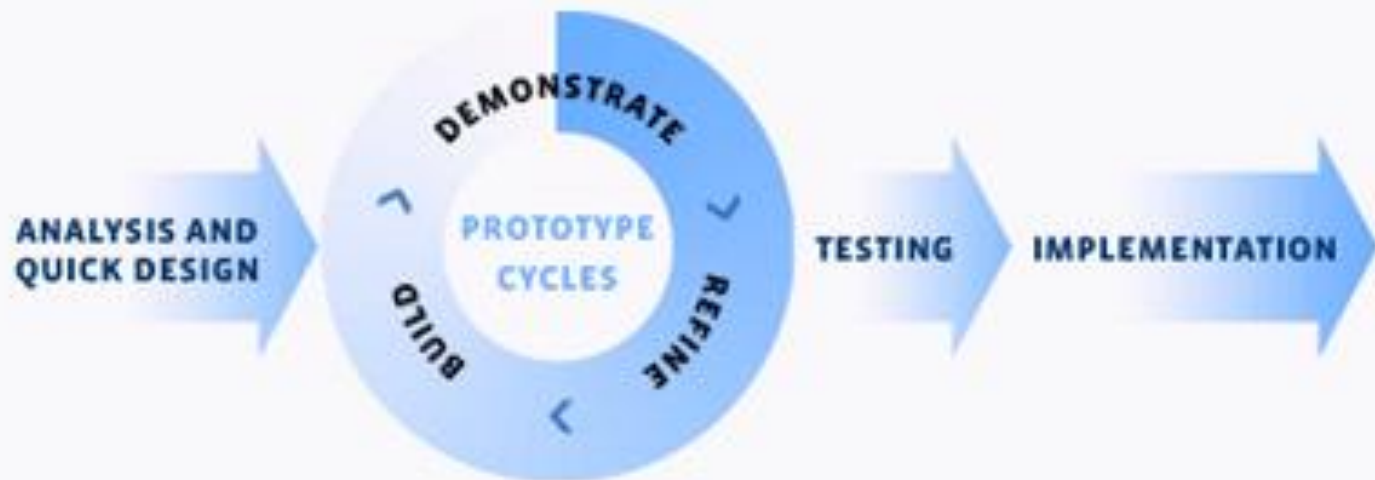 ANALYSIS AND
QUICK DESIGN
DEMONSTRATE
REFINE
BUILD
PROTOTYPE
CYCLES
TESTING
IMPLEMENTATION